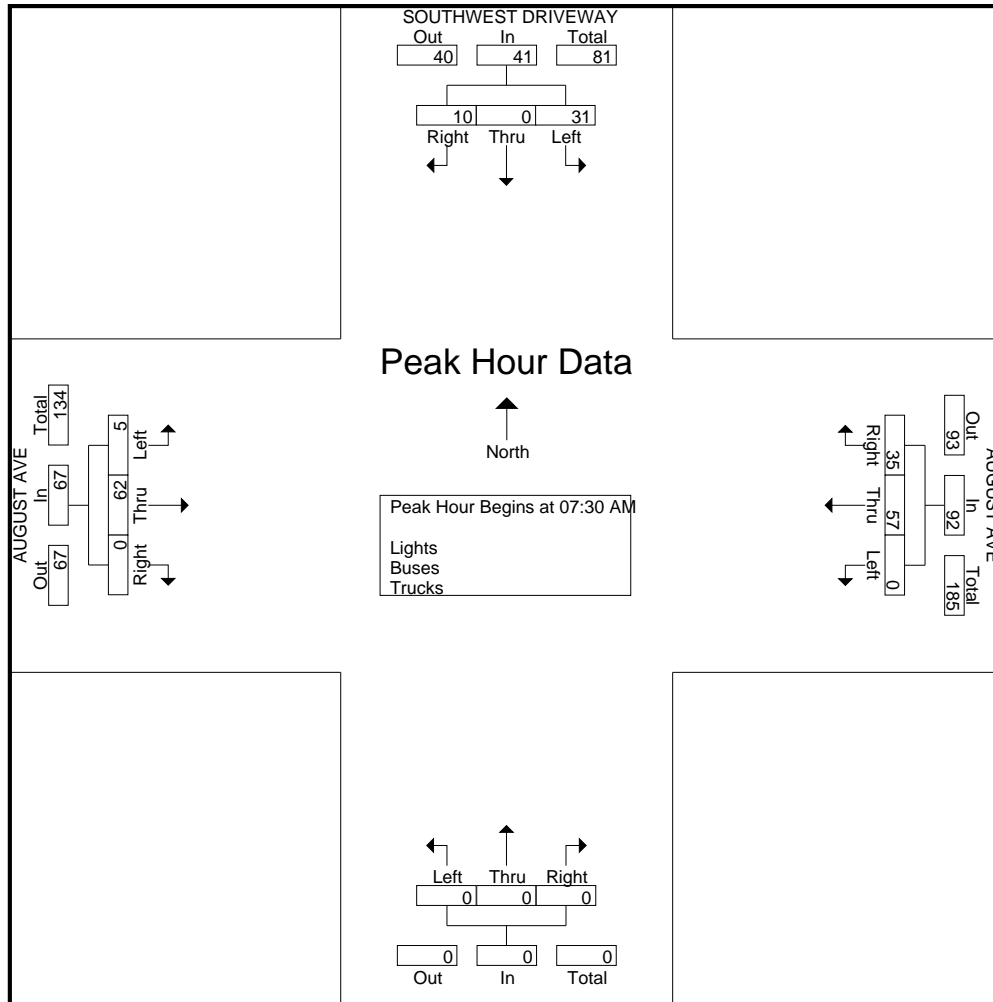 SOUTHWEST DRIVEWAY
Out In Total
40 41 81
10 0 31
Right Thru Left
Peak Hour Data
North
Peak Hour Begins at 07:30 AM
Lights
Buses
Trucks
AUGUST AVE
Total In Out
134 67 67
5 62 0
Left Thru Right
AUGUST AVE
Out In Total
93 92 185
35 57 0
Right Thru Left
Left Thru Right
0 0 0
0 0 0
Out In Total